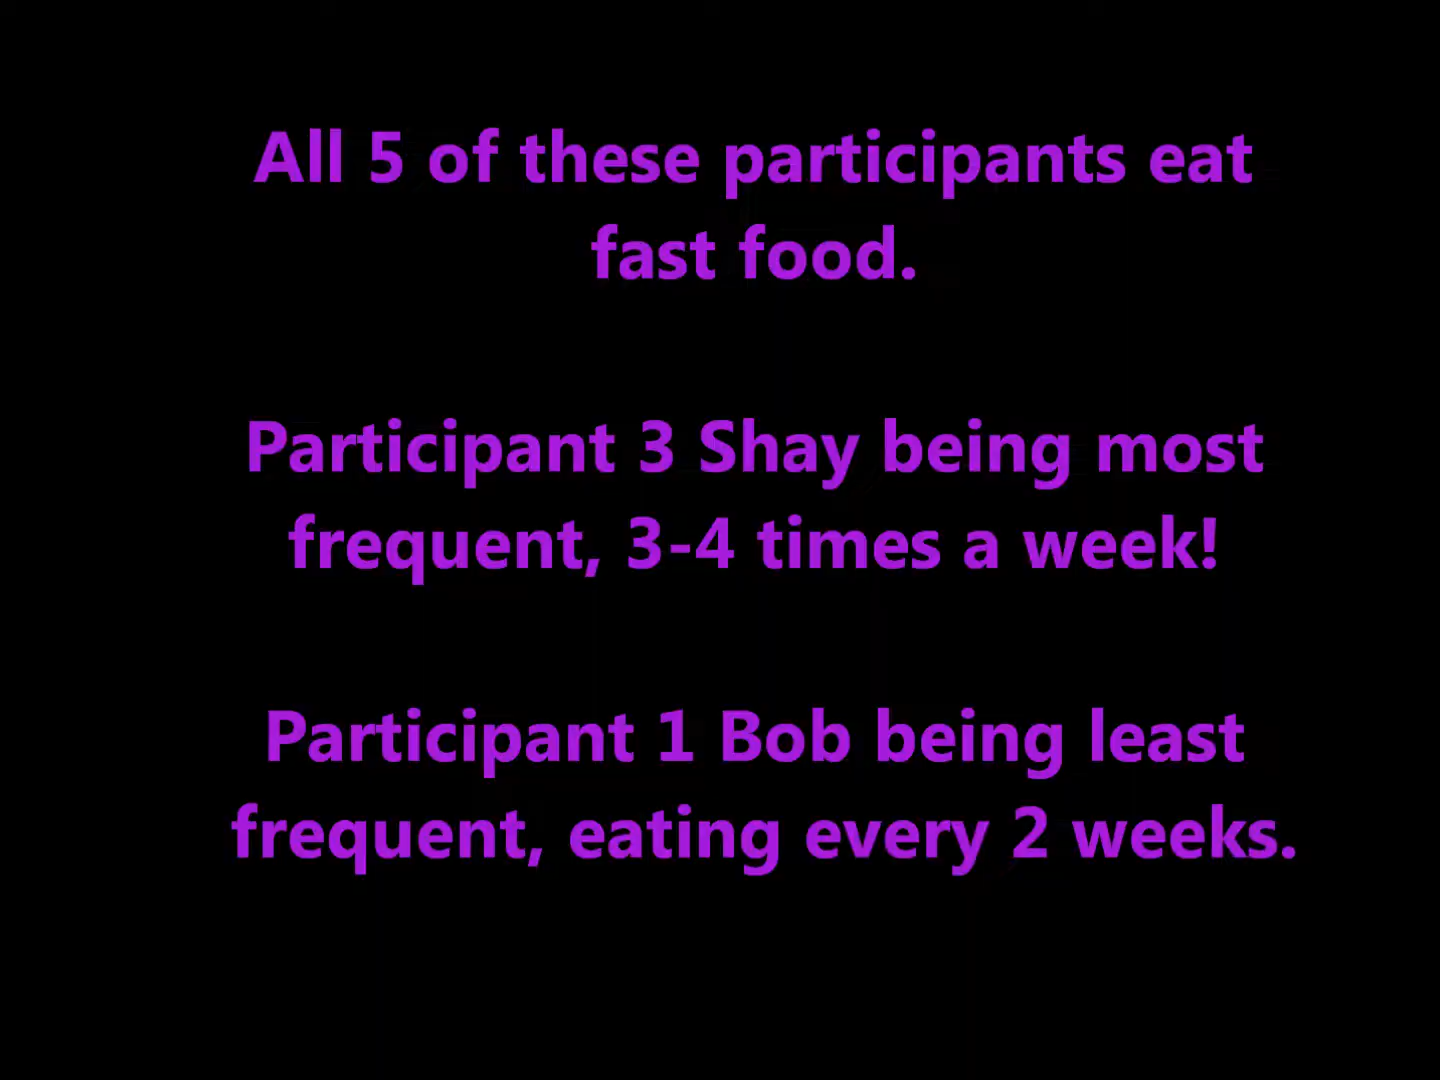 All 5 of these participants eat
fast food.
Participant 3 Shay being most
frequent, 3-4 times a week!
Participant 1 Bob being least
frequent, eating every 2 weeks.